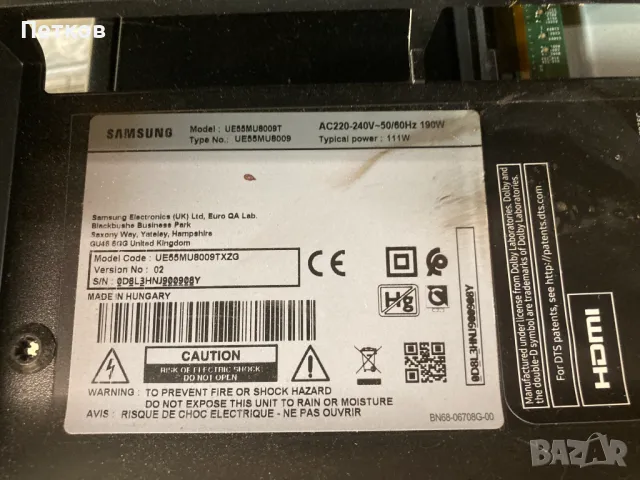 Петков
SAMSUNG
Model : UE55MU8009T
Type No.: UE55MU8009
AC220-240V~50/60Hz 190W
Typical power : 111W
Samsung Electronics (UK) Ltd, Euro QA Lab.
Blackbushe Business Park
Saxony Way, Yateley, Hampshire
GU46 6GG United Kingdom
Model Code : UE55MU8009TXZG
Version No : 02
S/N : 0D8L3HNJ900908Y
MADE IN HUNGARY
CE
Hg
0D8L3HNJ900908Y
CAUTION
RISK OF ELECTRIC SHOCK
DO NOT OPEN
WARNING : TO PREVENT FIRE OR SHOCK HAZARD
DO NOT EXPOSE THIS UNIT TO RAIN OR MOISTURE
AVIS : RISQUE DE CHOC ELECTRIQUE - NE PAS OUVRIR
BN68-06708G-00
Manufactured under license from Dolby Laboratories. Dolby and
the double-D symbol are trademarks of Dolby Laboratories.
For DTS patents, see http://patents.dts.com.
HDMI
BAZAR